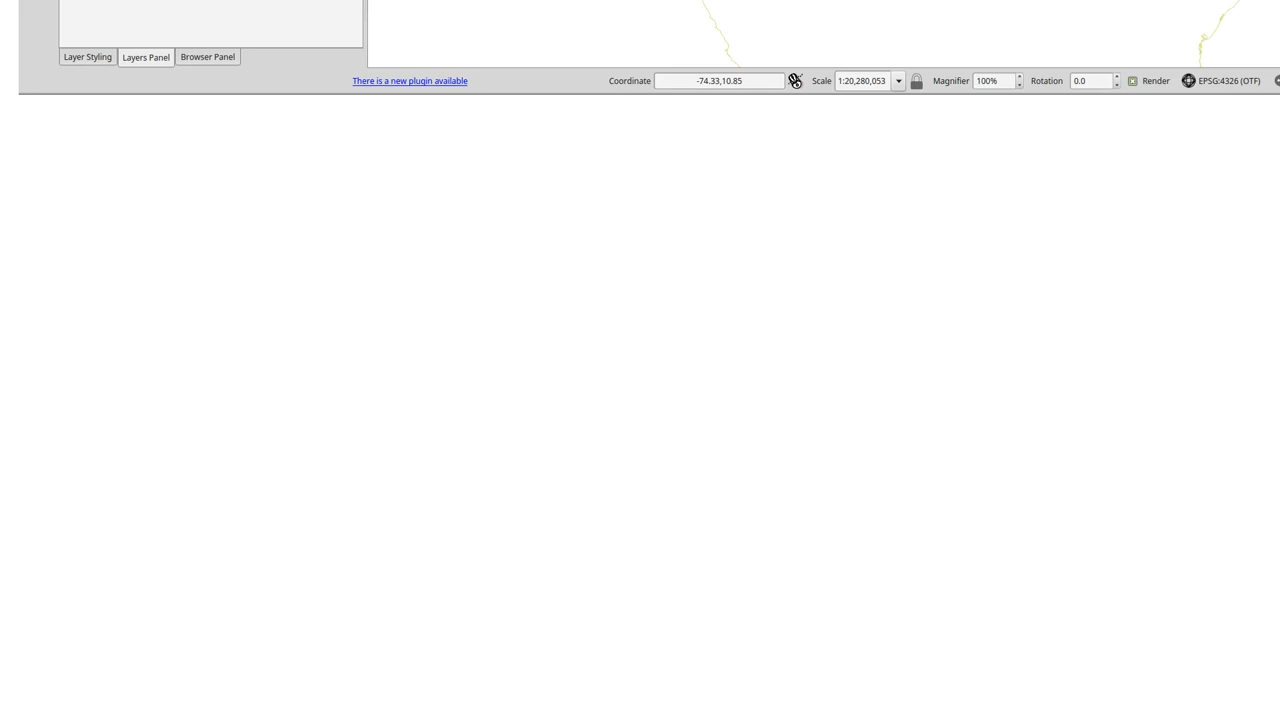 Layer Styling Layers Panel Browser Panel
There is a new plugin available Coordinate -74.33,10.85 Scale 1:20,280,053 Magnifier 100% Rotation 0.0 Render EPSG:4326 (OTF)